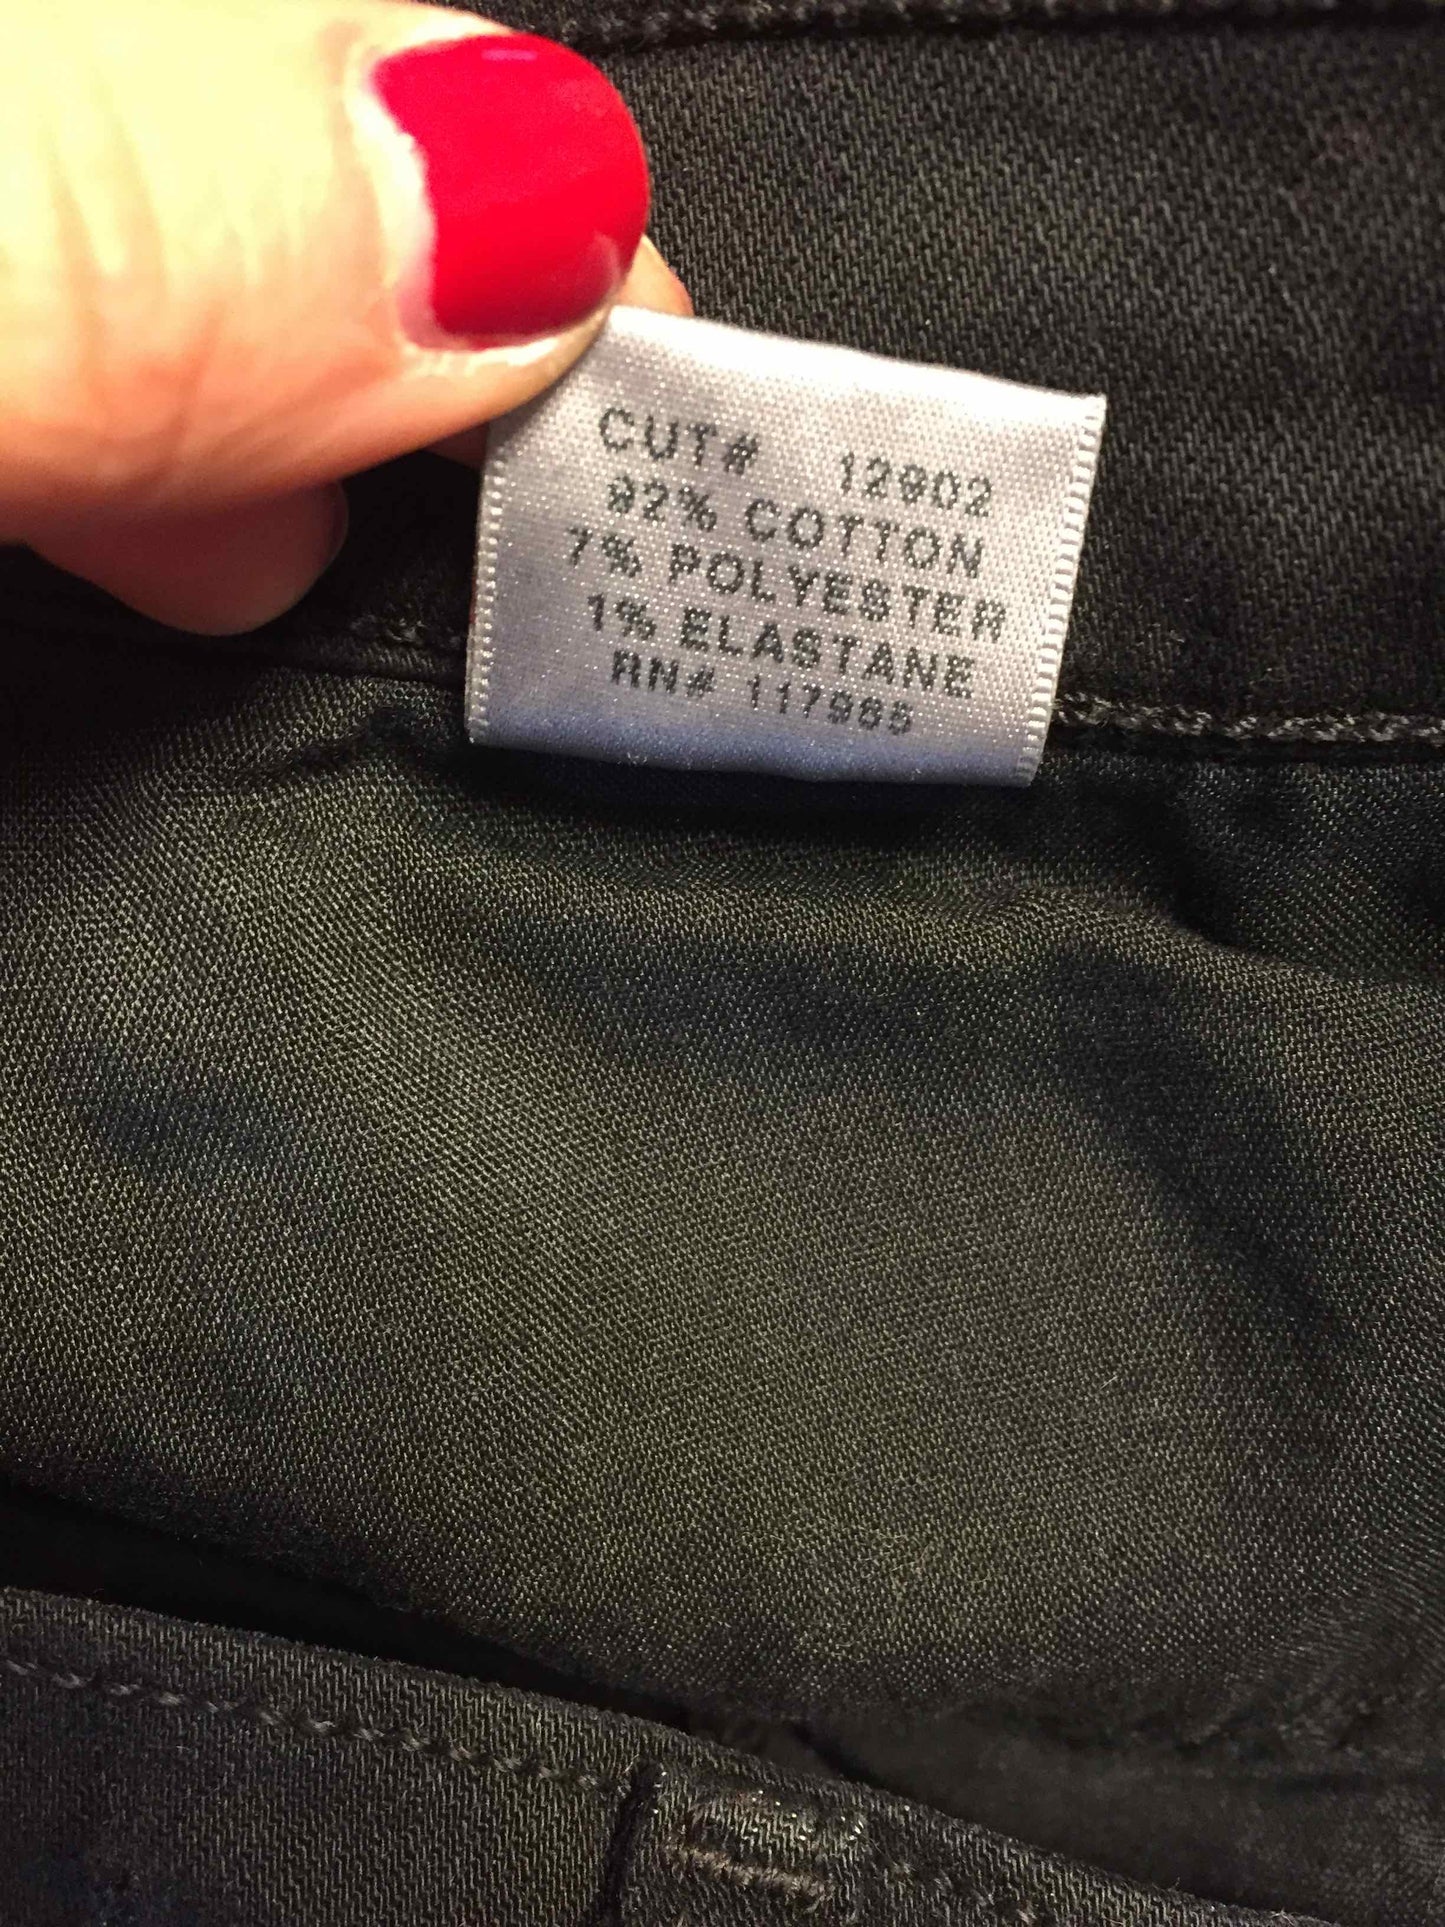 CUT# 12902
92% COTTON
7% POLYESTER
1% ELASTANE
RN# 117985